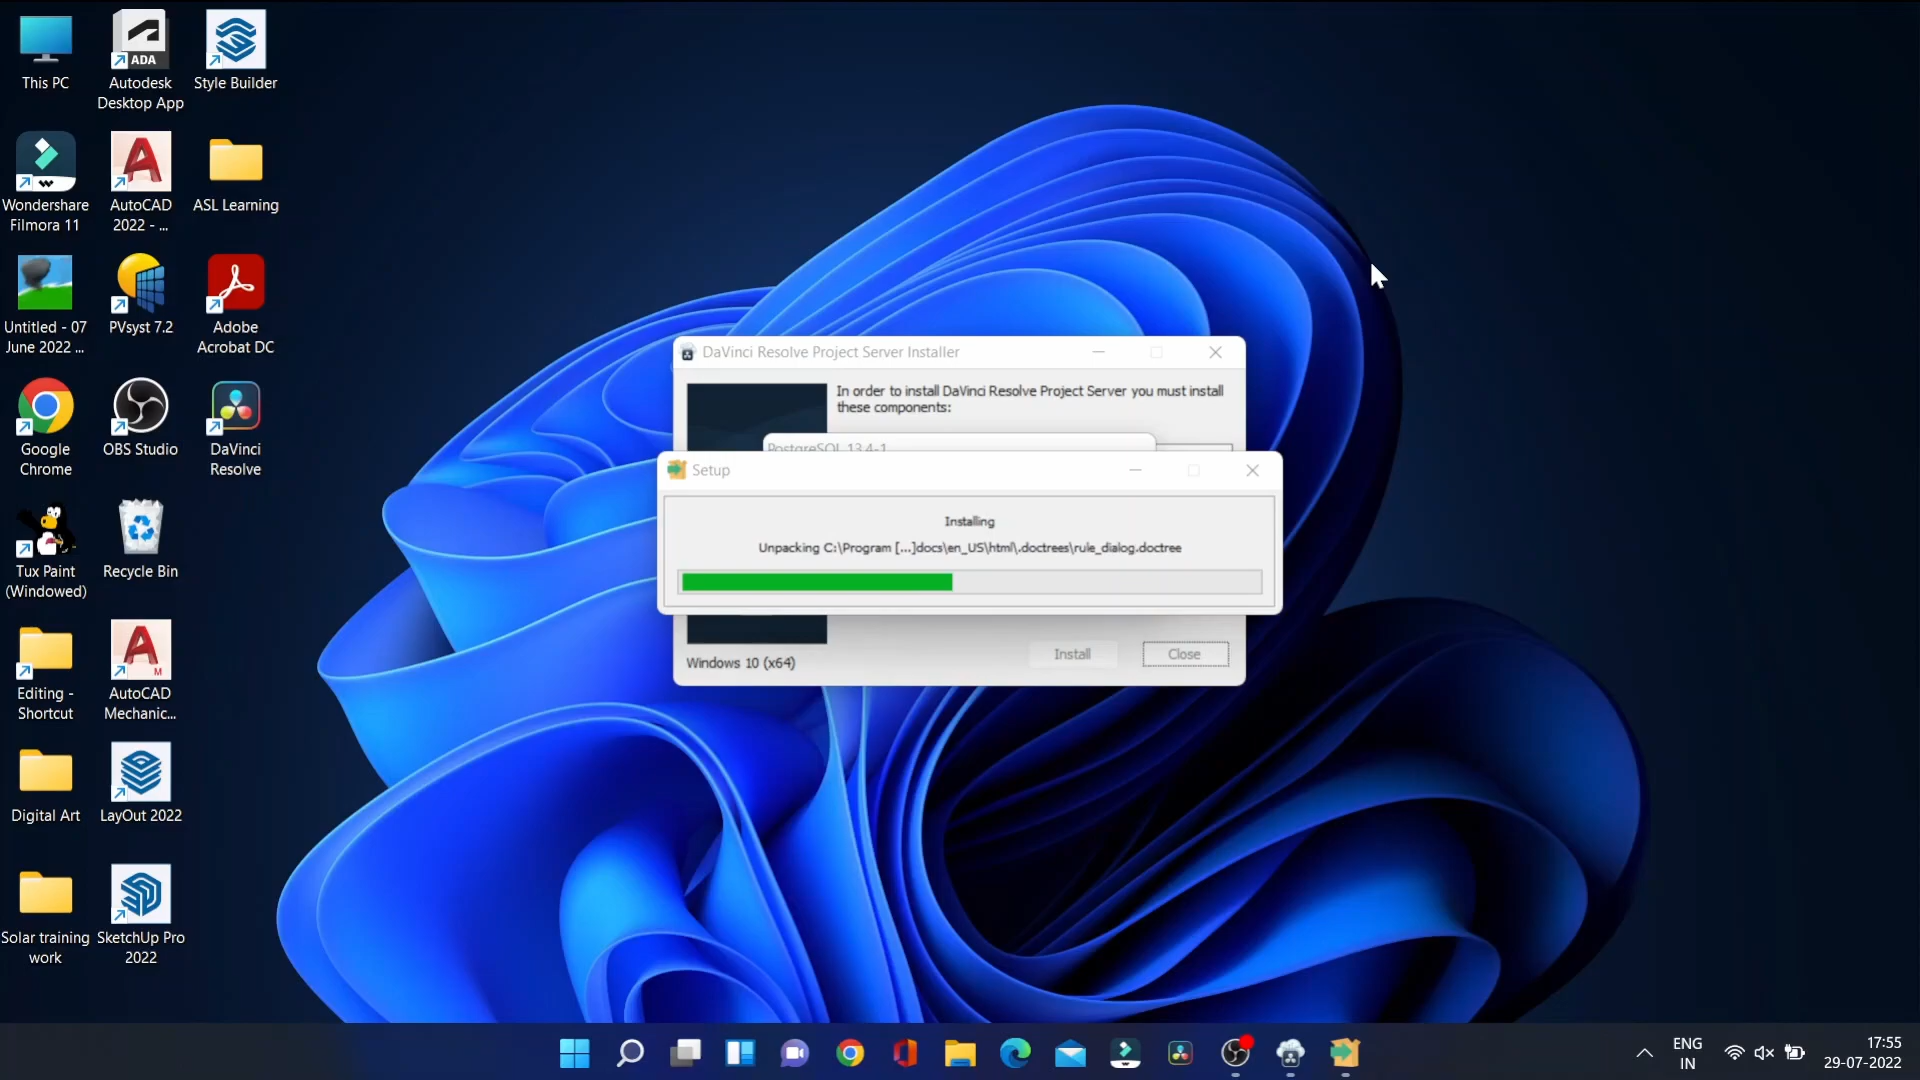 This PC
Autodesk
Desktop App
ADA
Style Builder
Wondershare
Filmora 11
AutoCAD
2022 - ...
ASL Learning
Untitled - 07
June 2022 ...
PVsyst 7.2
Adobe
Acrobat DC
Google
Chrome
OBS Studio
DaVinci
Resolve
Tux Paint
(Windowed)
Recycle Bin
Editing -
Shortcut
M
AutoCAD
Mechanic...
Digital Art
LayOut 2022
Solar training
work
SketchUp Pro
2022
DaVinci Resolve Project Server Installer
In order to install DaVinci Resolve Project Server you must install
these components:
PostgreSQL 13.4-1
Setup
Installing
Unpacking C:\Program [...]docs\en_US\html\.doctrees\rule_dialog.doctree
Windows 10 (x64)
Install
Close
ENG
IN
17:55
29-07-2022